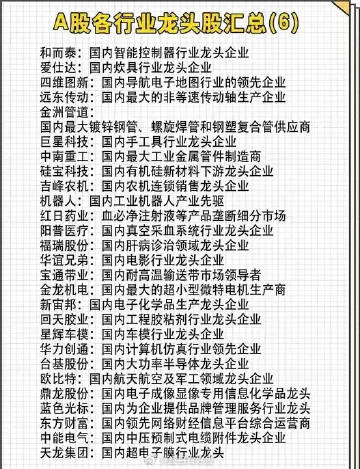 A股各行业龙头股汇总(6)
和而泰：国内智能控制器行业龙头企业
爱仕达：国内炊具行业龙头企业
四维图新：国内导航电子地图行业的领先企业
远东传动：国内最大的非等速传动轴生产企业
金洲管道：
国内最大镀锌钢管、螺旋焊管和钢塑复合管供应商
巨星科技：国内手工具行业龙头企业
中南重工：国内最大工业金属管件制造商
硅宝科技：国内有机硅新材料下游龙头企业
吉峰农机：国内农机连锁销售龙头企业
机器人：国内工业机器人产业先驱
红日药业：血必净注射液等产品垄断细分市场
阳普医疗：国内真空采血系统行业龙头企业
福瑞股份：国内肝病诊治领域龙头企业
华谊兄弟：国内电影行业龙头企业
宝通带业：国内耐高温输送带市场领导者
金龙机电：国内最大的超小型微特电机生产商
新宙邦：国内电子化学品生产龙头企业
回天胶业：国内工程胶粘剂行业龙头企业
星辉车模：国内车模行业龙头企业
华力创通：国内计算机仿真行业领先企业
台基股份：国内大功率半导体龙头企业
欧比特：国内航天航空及军工领域龙头企业
鼎龙股份：国内电子成像显像专用信息化学品龙头
蓝色光标：国内为企业提供品牌管理服务行业龙头
东方财富：国内领先网络财经信息平台综合运营商
中能电气：国内中压预制式电缆附件龙头企业
天龙集团：国内超电子膜行业龙头